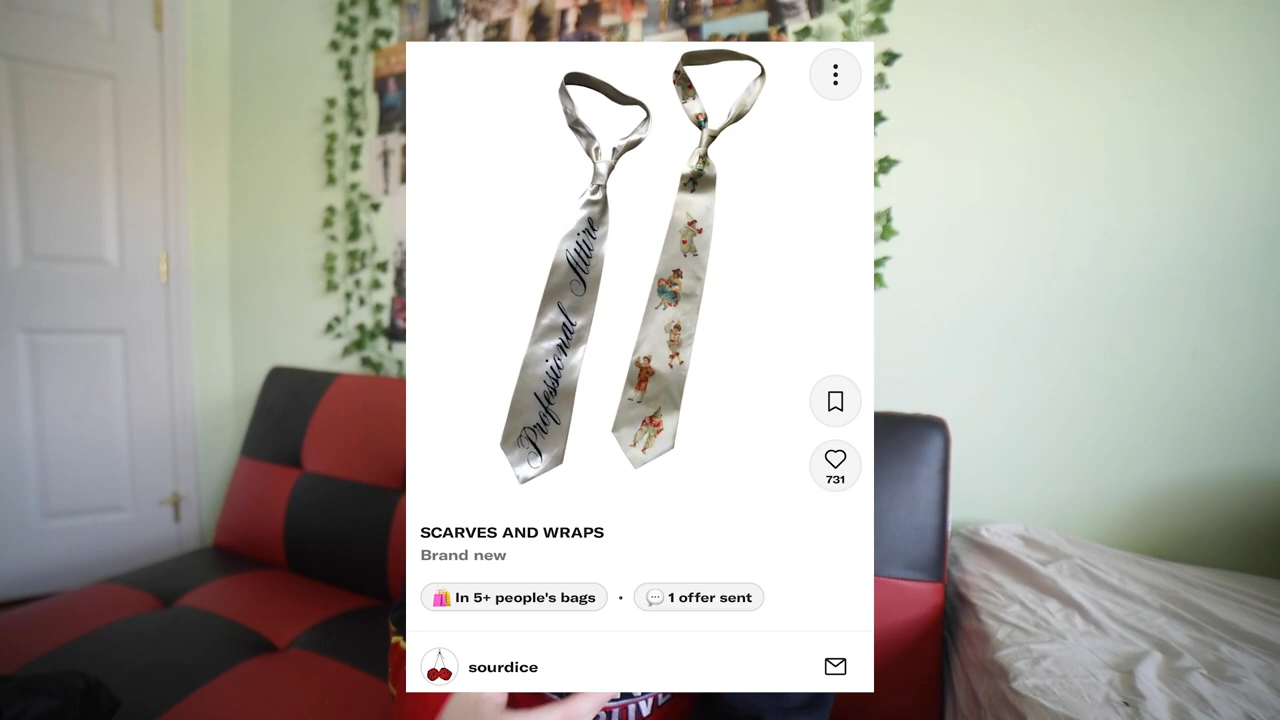 Professional Attire
731
SCARVES AND WRAPS
Brand new
In 5+ people's bags · 1 offer sent
sourdice